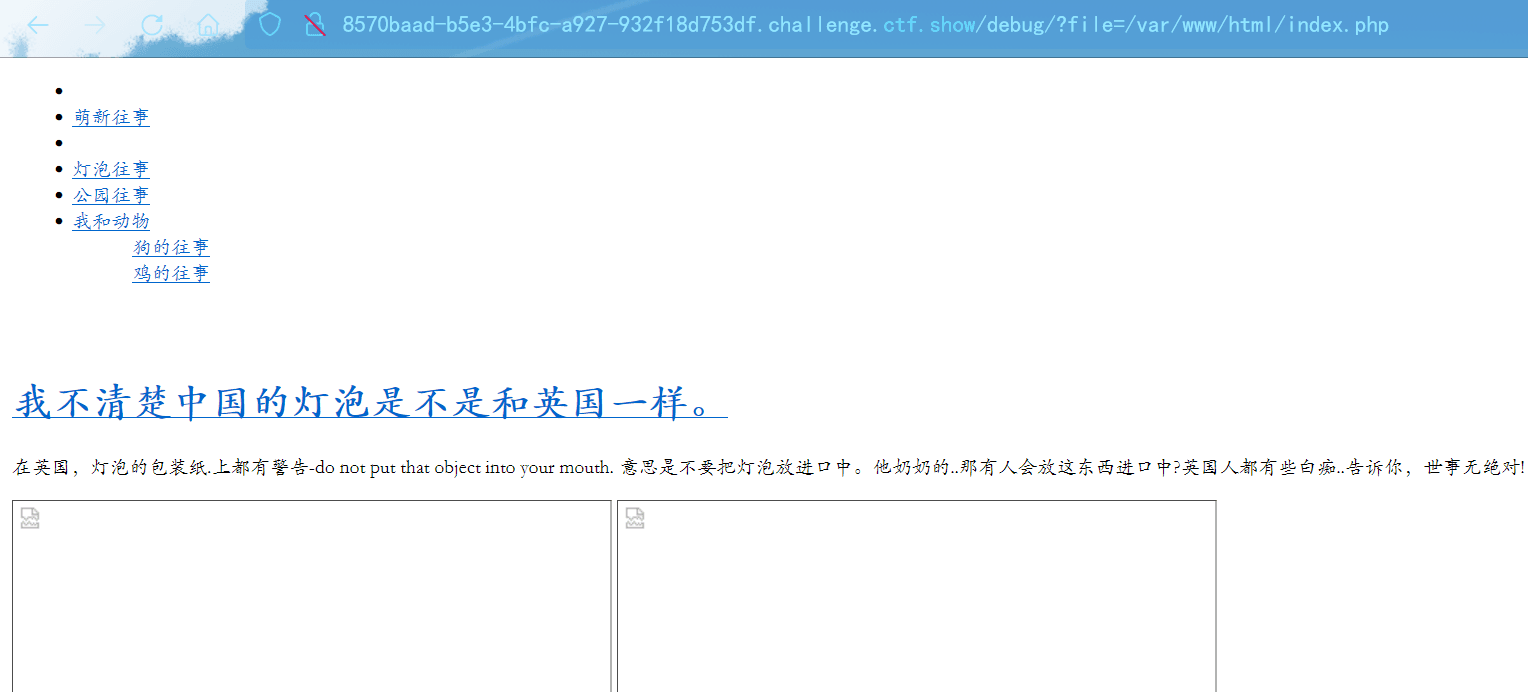 8570baad-b5e3-4bfc-a927-932f18d753df.challenge.ctf.show/debug/?file=/var/www/html/index.php
萌新往事
灯泡往事
公园往事
我和动物
狗的往事
鸡的往事
我不清楚中国的灯泡是不是和英国一样。
在英国，灯泡的包装纸.上都有警告-do not put that object into your mouth. 意思是不要把灯泡放进口中。他奶奶的..那有人会放这东西进口中?英国人都有些白痴..告诉你，世事无绝对!